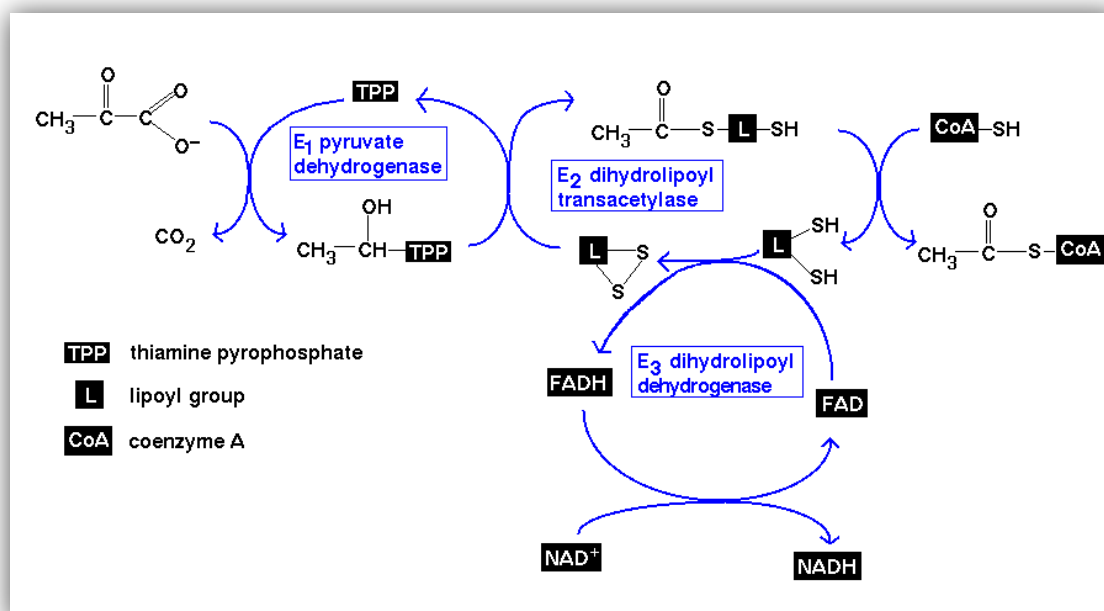 O
O
CH3 C C
O−
TPP
E1 pyruvate
dehydrogenase
CO2
OH
CH3 CH TPP
O
CH3 C S L SH
E2 dihydrolipoyl
transacetylase
L S
S
SH
L
SH
CoA SH
O
CH3 C S CoA
TPP thiamine pyrophosphate
L lipoyl group
CoA coenzyme A
FADH
E3 dihydrolipoyl
dehydrogenase
FAD
NAD+
NADH